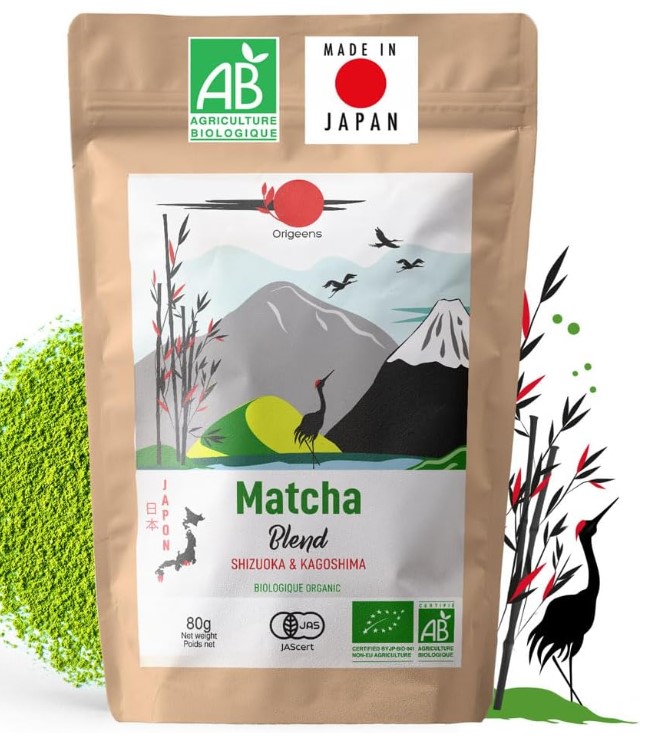 AB
AGRICULTURE
BIOLOGIQUE
MADE IN
JAPAN
Origeens
Matcha
Blend
SHIZUOKA & KAGOSHIMA
BIOLOGIQUE ORGANIC
JAPON
日本
80g
Net weight
Poids net
JAS
JAScert
CERTIFIED BY JP-BIO-
NON-EU AGRICULTURE
CERTIFIÉ
AB
AGRICULTURE
BIOLOGIQUE